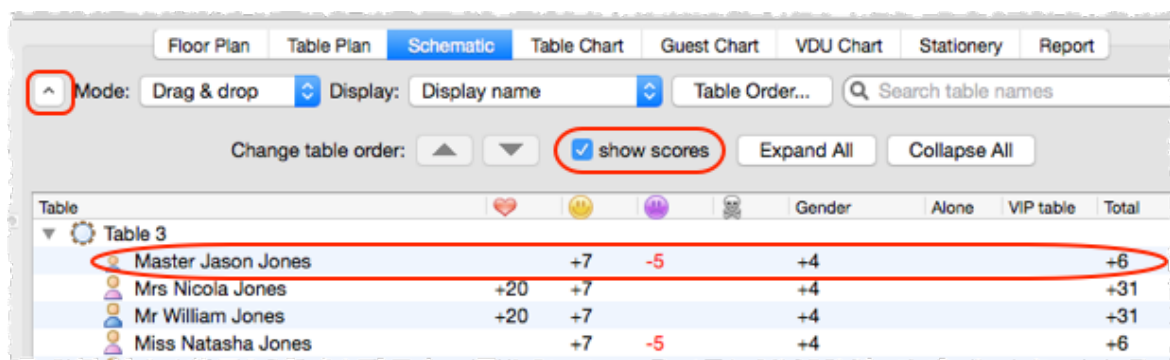 Floor Plan Table Plan Schematic Table Chart Guest Chart VDU Chart Stationery Report
Mode: Drag & drop Display: Display name Table Order... Search table names
Change table order: show scores Expand All Collapse All
Table Gender Alone VIP table Total
Table 3
Master Jason Jones +7 -5 +4 +6
Mrs Nicola Jones +20 +7 +4 +31
Mr William Jones +20 +7 +4 +31
Miss Natasha Jones +7 -5 +4 +6